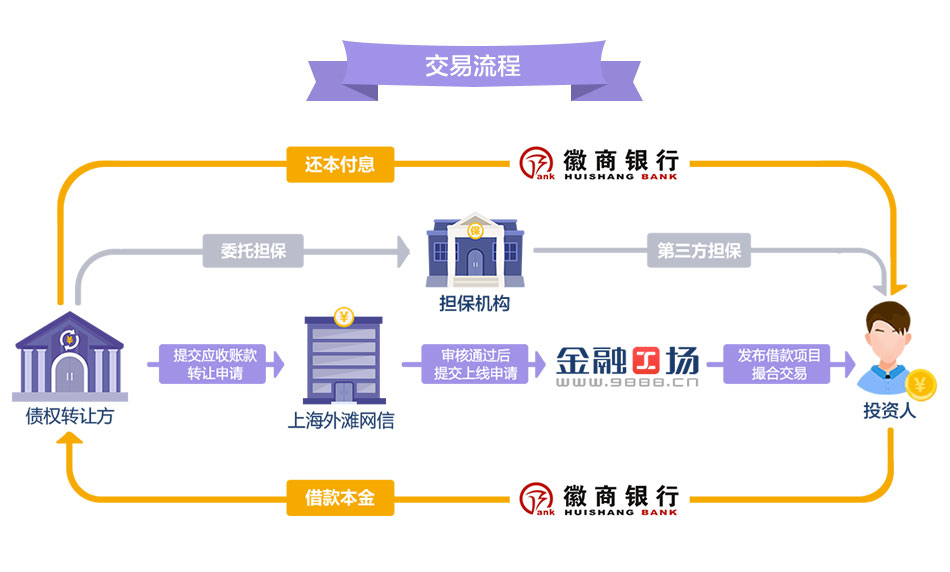 交易流程
还本付息
徽商银行
ank HUISHANG BANK
委托担保
保
第三方担保
担保机构
¥
¥
提交应收账款
转让申请
审核通过后
提交上线申请
金融工场
www.9888.cn
发布借款项目
撮合交易
¥
债权转让方
上海外滩网信
投资人
借款本金
徽商银行
ank HUISHANG BANK